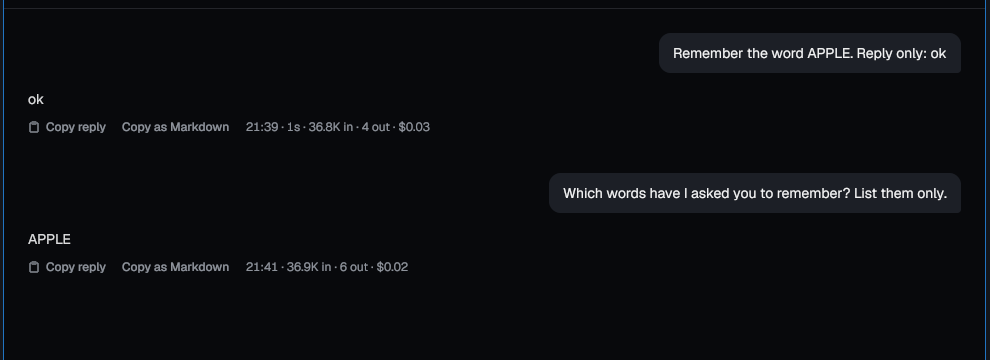 Remember the word APPLE. Reply only: ok
ok
Copy reply Copy as Markdown 21:39 · 1s · 36.8K in · 4 out · $0.03
Which words have I asked you to remember? List them only.
APPLE
Copy reply Copy as Markdown 21:41 · 36.9K in · 6 out · $0.02